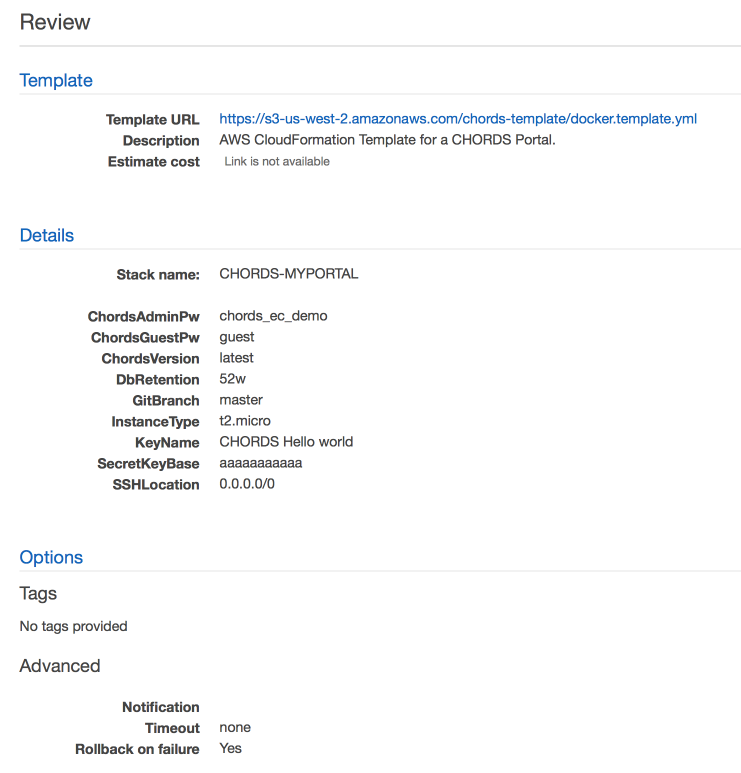 Review
Template
Template URL https://s3-us-west-2.amazonaws.com/chords-template/docker.template.yml
Description AWS CloudFormation Template for a CHORDS Portal.
Estimate cost Link is not available
Details
Stack name: CHORDS-MYPORTAL
ChordsAdminPw chords_ec_demo
ChordsGuestPw guest
ChordsVersion latest
DbRetention 52w
GitBranch master
InstanceType t2.micro
KeyName CHORDS Hello world
SecretKeyBase aaaaaaaaaaa
SSHLocation 0.0.0.0/0
Options
Tags
No tags provided
Advanced
Notification
Timeout none
Rollback on failure Yes